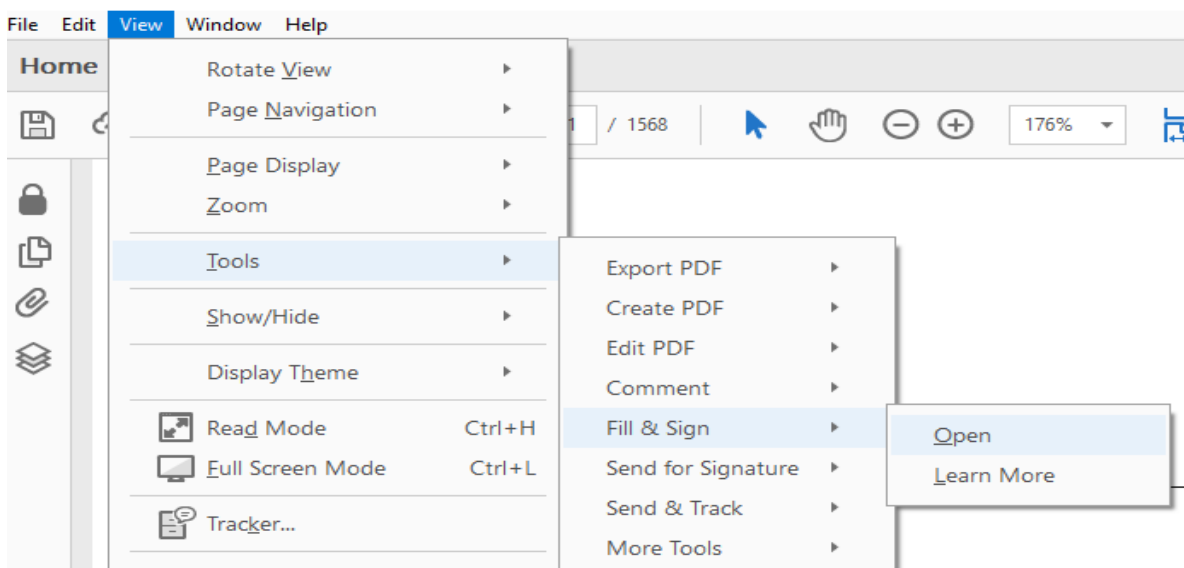 File Edit View Window Help
Home
1 / 1568 176%
Rotate View
Page Navigation
Page Display
Zoom
Tools
Show/Hide
Display Theme
Read Mode Ctrl+H
Full Screen Mode Ctrl+L
Tracker...
Export PDF
Create PDF
Edit PDF
Comment
Fill & Sign
Send for Signature
Send & Track
More Tools
Open
Learn More